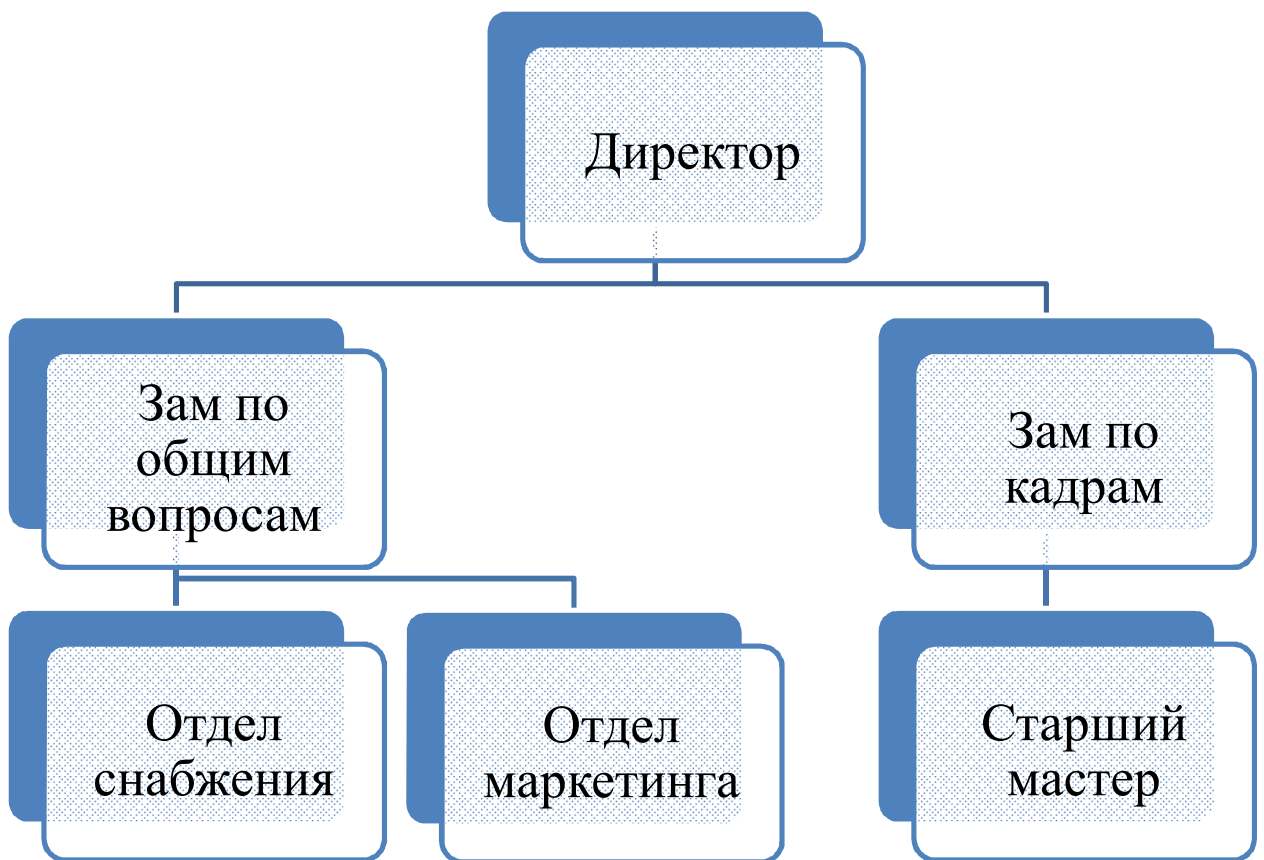 Директор
Зам по
общим
вопросам
Зам по
кадрам
Отдел
снабжения
Отдел
маркетинга
Старший
мастер